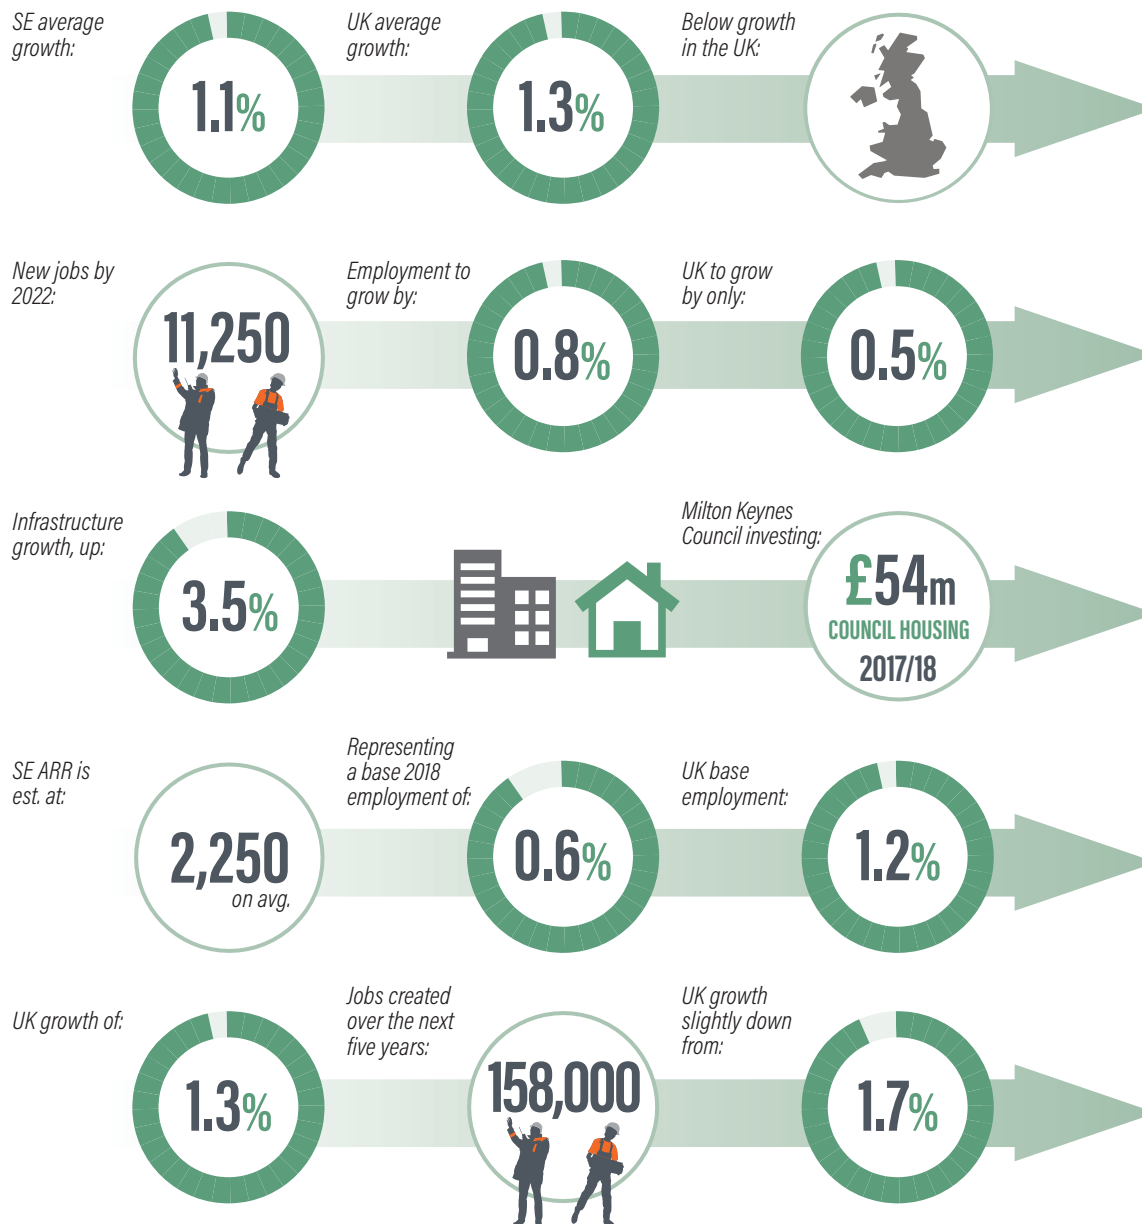 SE average
growth:
1.1%
UK average
growth:
1.3%
Below growth
in the UK:
New jobs by
2022:
11,250
Employment to
grow by:
0.8%
UK to grow
by only:
0.5%
Infrastructure
growth, up:
3.5%
Milton Keynes
Council investing:
£54m
COUNCIL HOUSING
2017/18
SE ARR is
est. at:
2,250
on avg.
Representing
a base 2018
employment of:
0.6%
UK base
employment:
1.2%
UK growth of:
1.3%
Jobs created
over the next
five years:
158,000
UK growth
slightly down
from:
1.7%